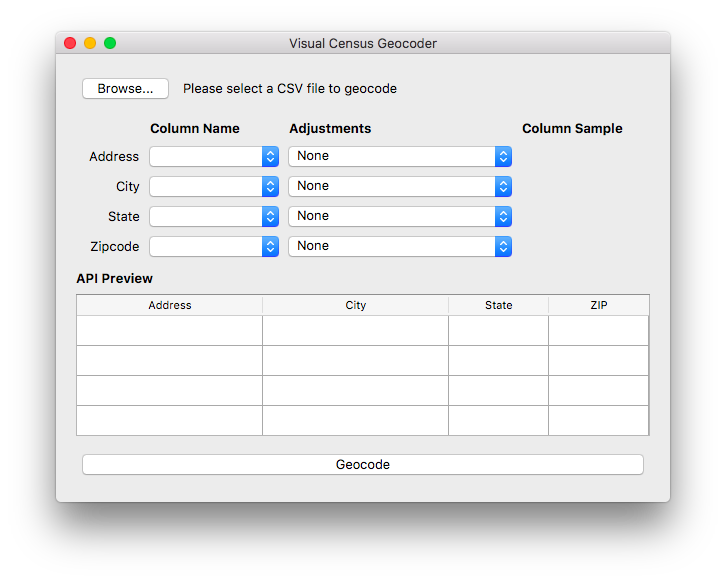 Visual Census Geocoder
Browse... Please select a CSV file to geocode
Column Name Adjustments Column Sample
Address None
City None
State None
Zipcode None
API Preview
Address City State ZIP
Geocode